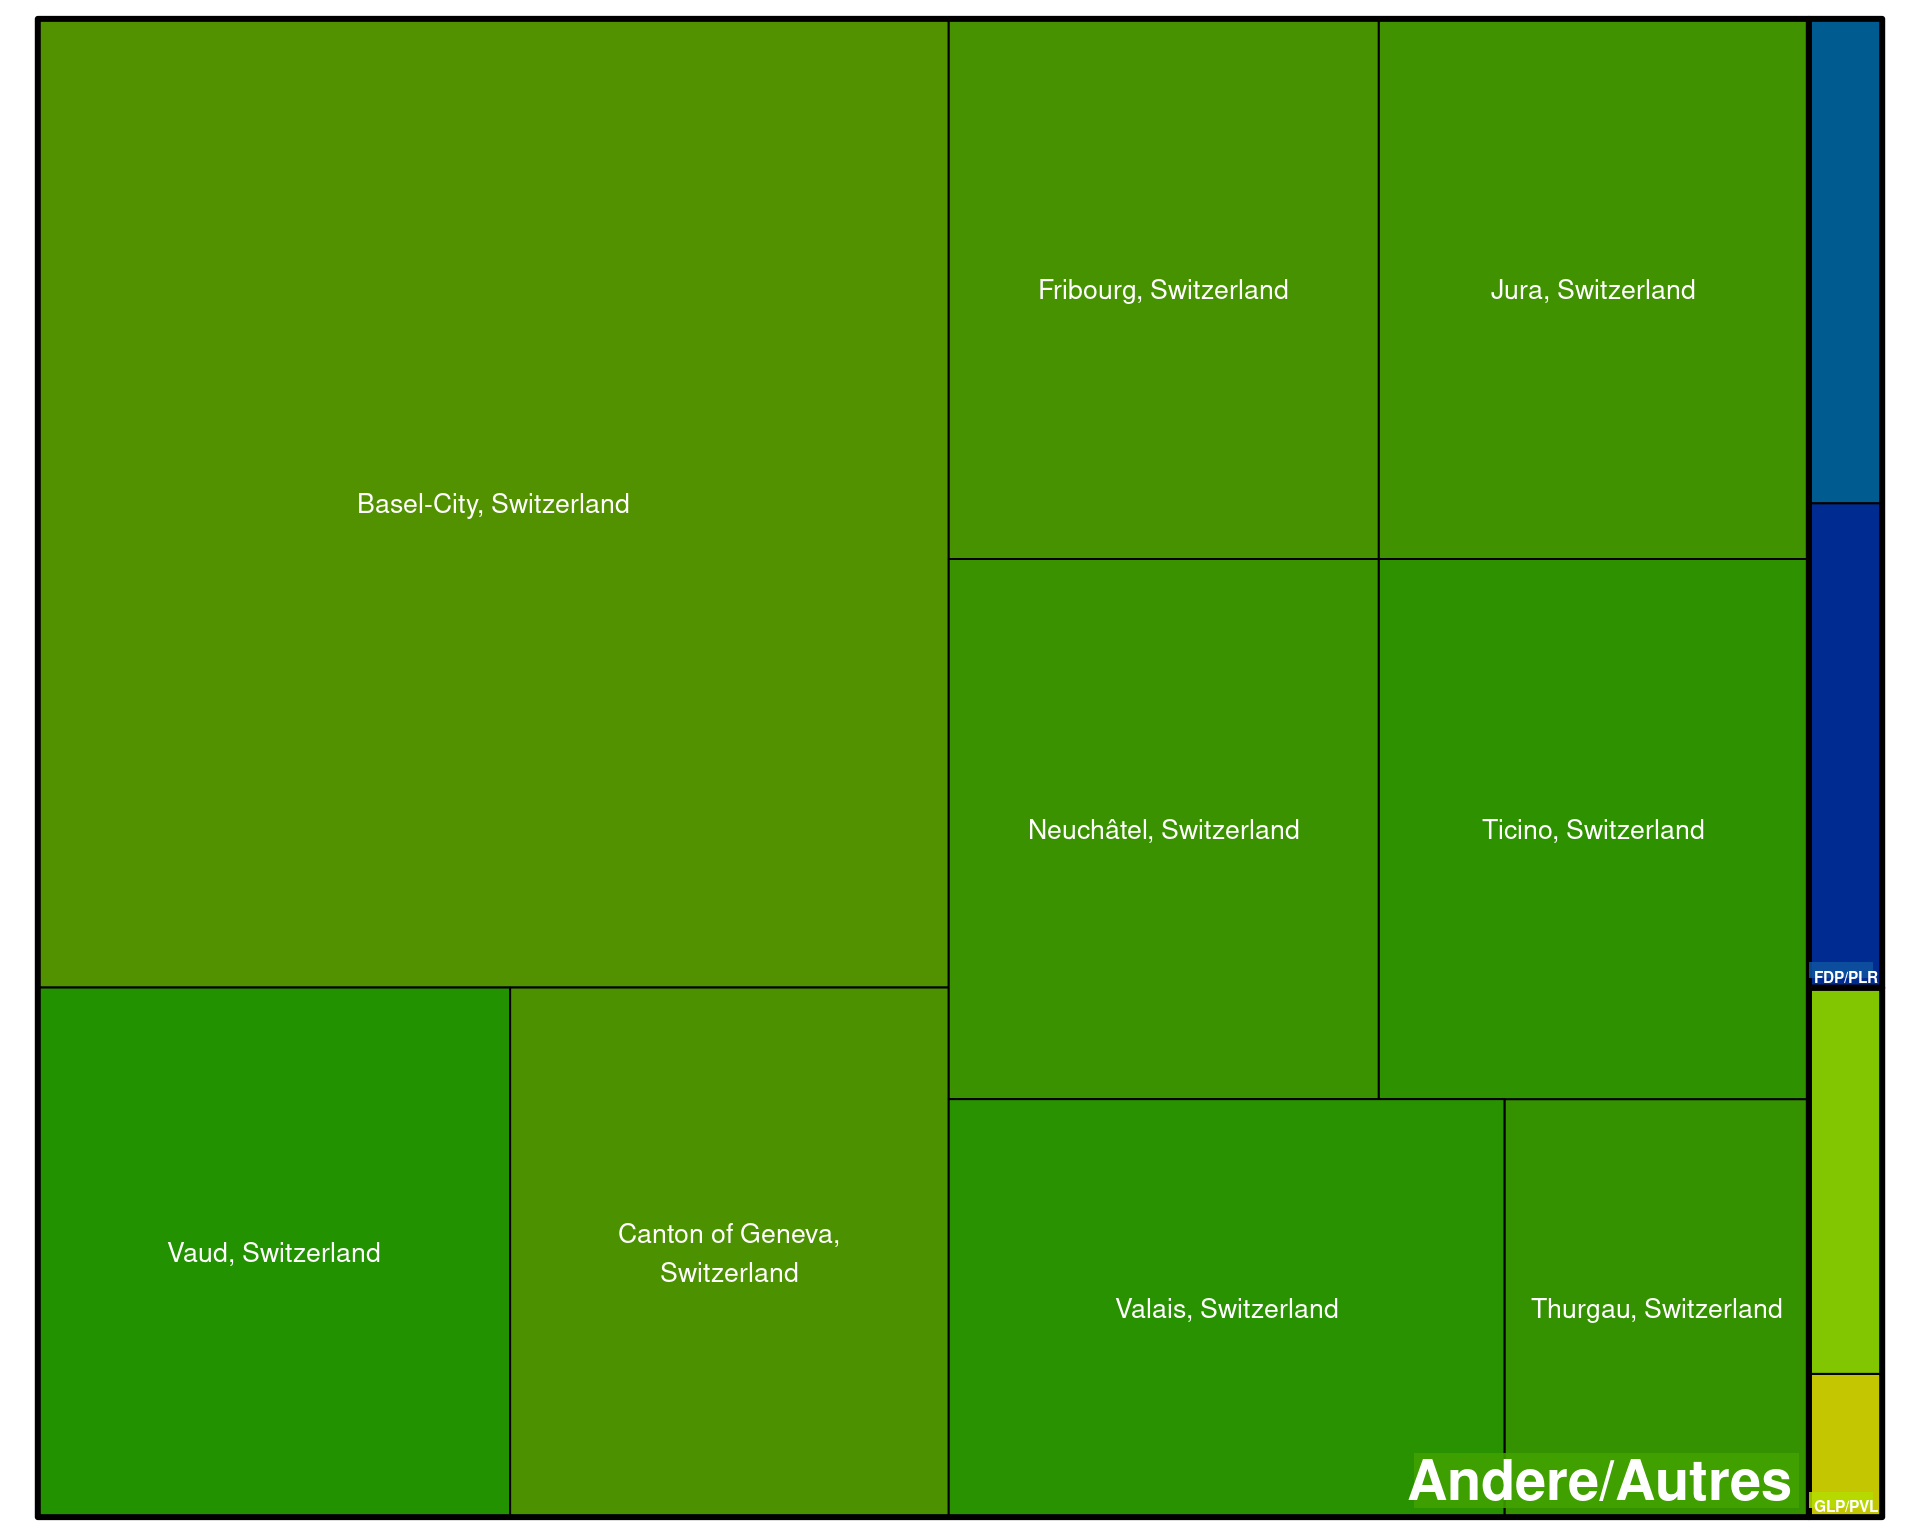 Fribourg, Switzerland
Jura, Switzerland
Basel-City, Switzerland
Neuchâtel, Switzerland
Ticino, Switzerland
FDP/PLR
Vaud, Switzerland
Canton of Geneva,
Switzerland
Valais, Switzerland
Thurgau, Switzerland
Andere/Autres
GLP/PVL